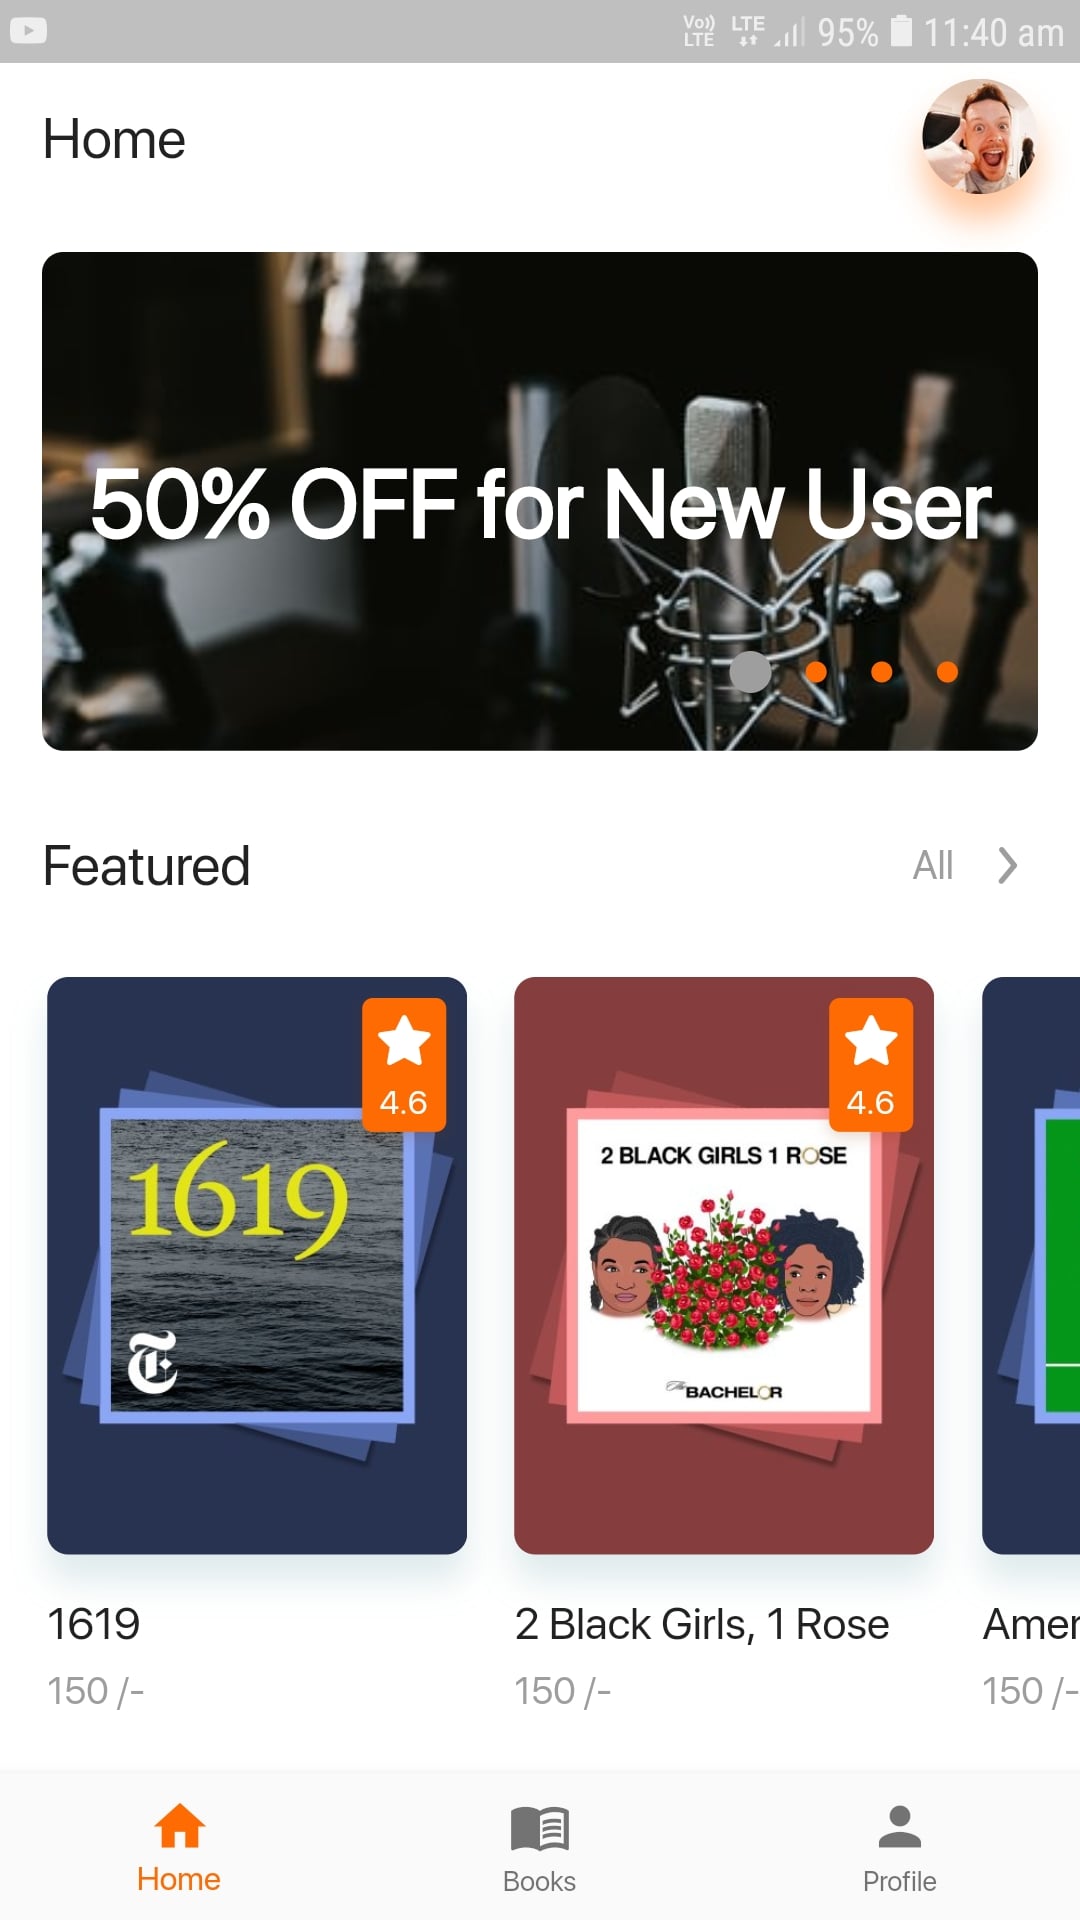 Vo)) LTE LTE 95% 11:40 am
Home
50% OFF for New User
Featured
All
4.6
4.6
1619
2 BLACK GIRLS 1 ROSE
The BACHELOR
1619
2 Black Girls, 1 Rose
Amer
150 /-
150 /-
150 /-
Home
Books
Profile